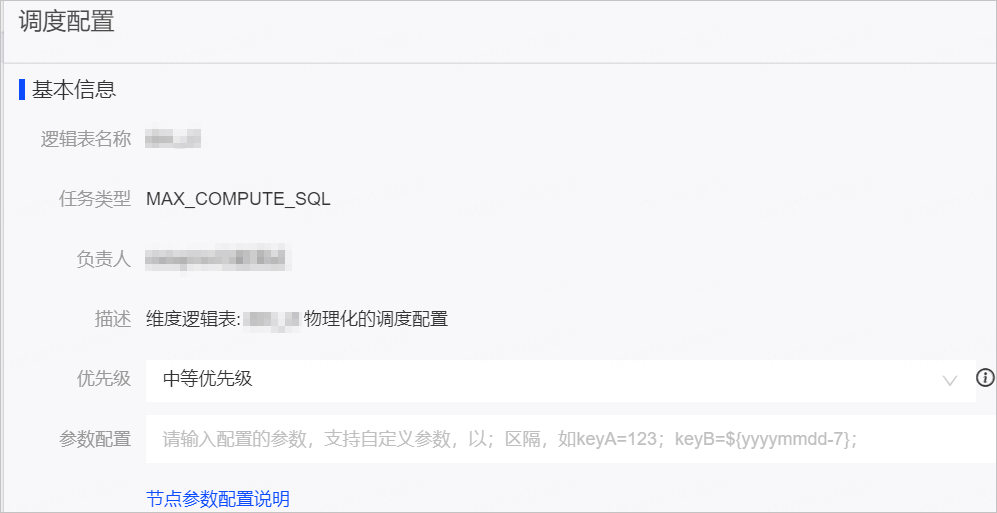 调度配置
基本信息
逻辑表名称
任务类型 MAX_COMPUTE_SQL
负责人
描述 维度逻辑表: 物理化的调度配置
优先级 中等优先级
参数配置 请输入配置的参数，支持自定义参数，以；区隔，如keyA=123；keyB=${yyyymmdd-7}；
节点参数配置说明